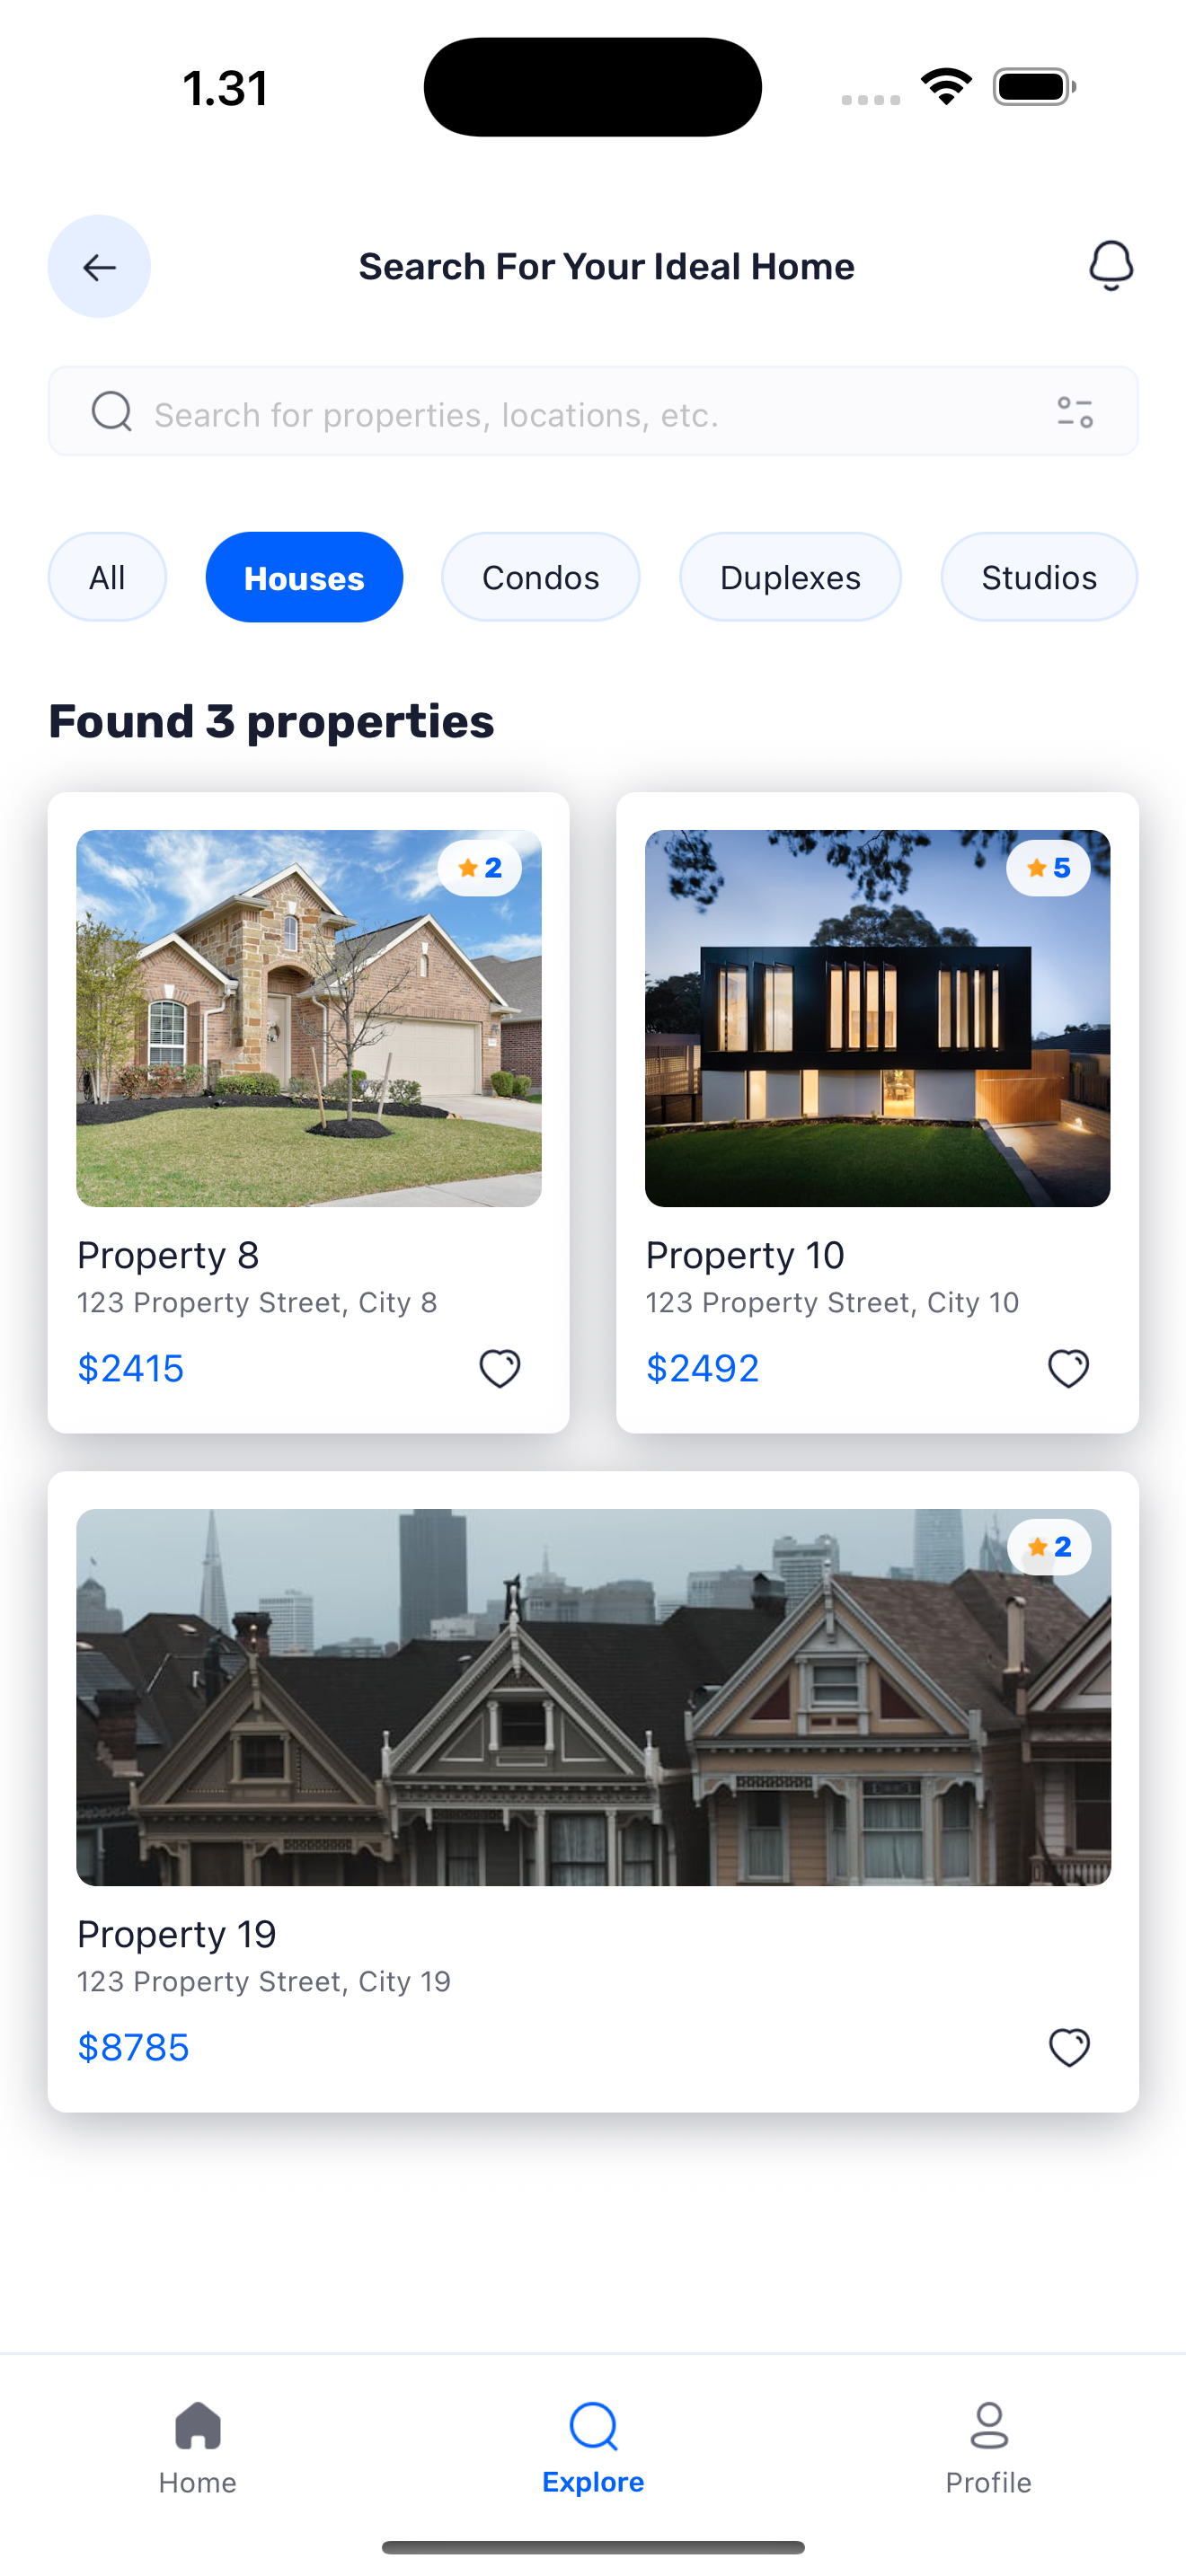 1.31
Search For Your Ideal Home
Search for properties, locations, etc.
All Houses Condos Duplexes Studios
Found 3 properties
2
5
Property 8
123 Property Street, City 8
$2415
Property 10
123 Property Street, City 10
$2492
2
Property 19
123 Property Street, City 19
$8785
Home Explore Profile